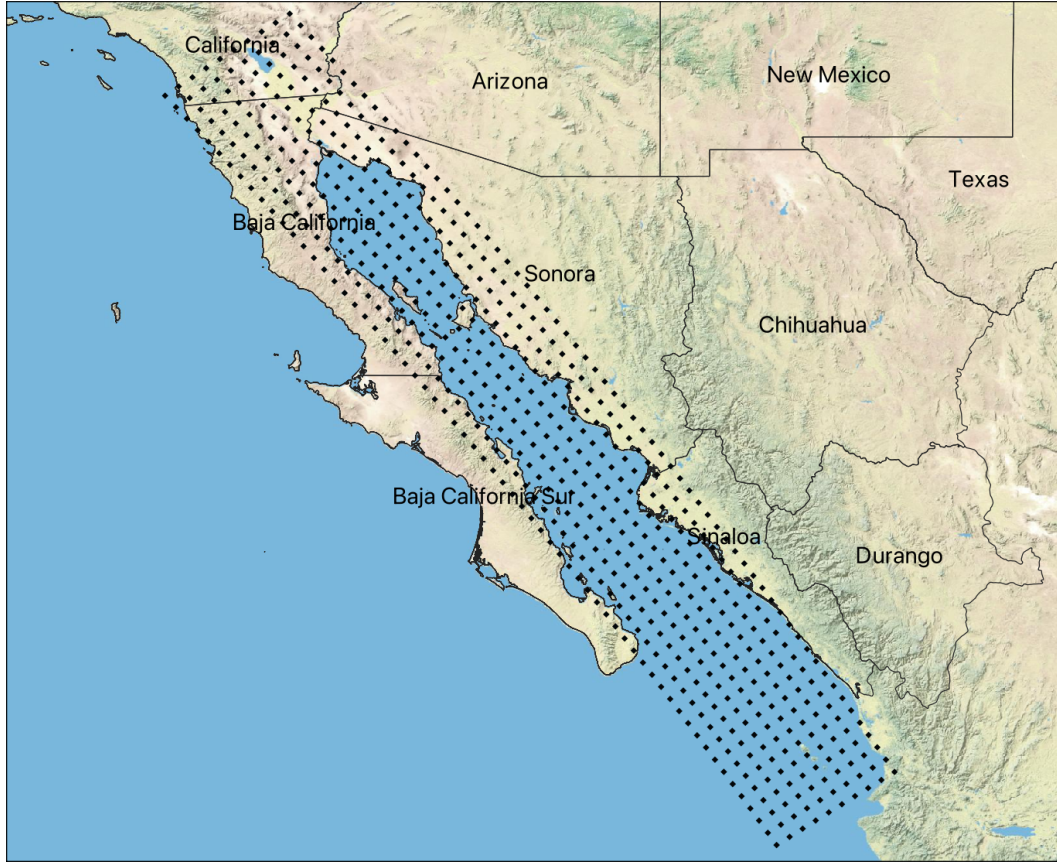 California
Arizona
New Mexico
Texas
Baja California
Sonora
Chihuahua
Baja California Sur
Sinaloa
Durango